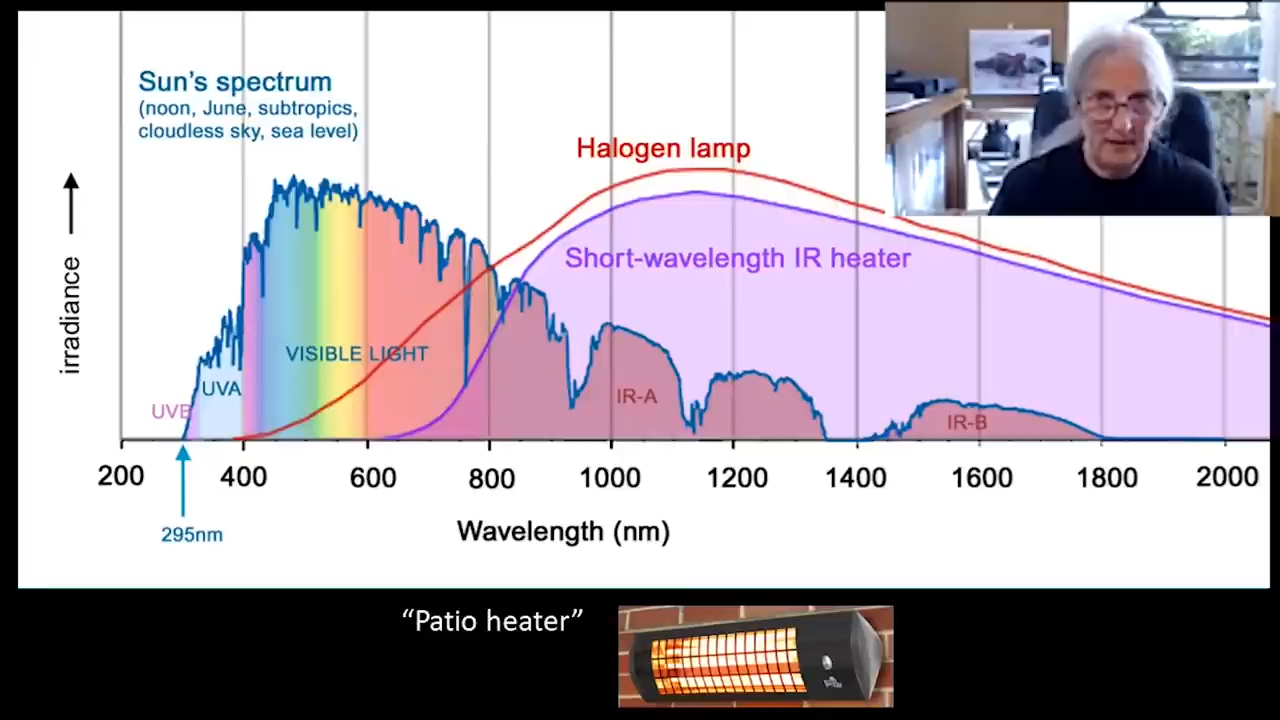 Sun's spectrum
(noon, June, subtropics,
cloudless sky, sea level)
Halogen lamp
Short-wavelength IR heater
irradiance
VISIBLE LIGHT
UVA
UVB
IR-A
IR-B
200 400 600 800 1000 1200 1400 1600 1800 2000
Wavelength (nm)
295nm
“Patio heater”